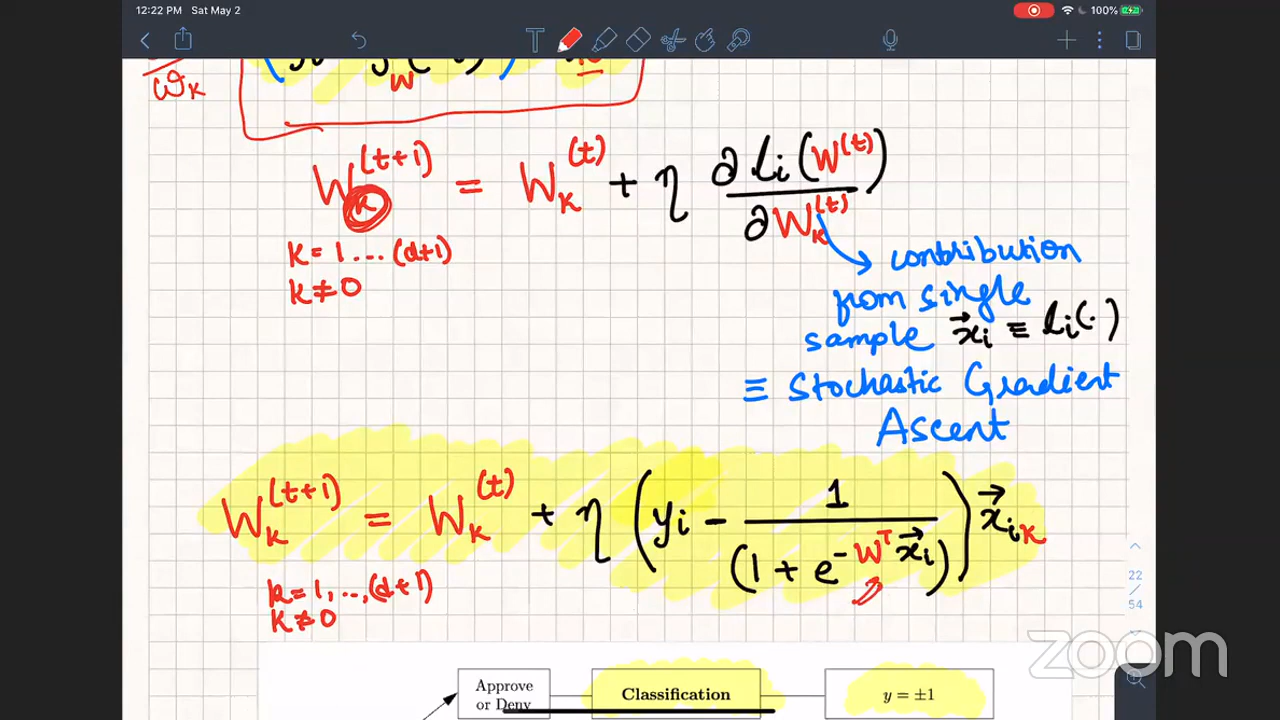 12:22 PM Sat May 2
100%
T
W
∂ω_k
W_k^(t+1) = W_k^(t) + η ∂li(W^(t)) / ∂W_k^(t)
k = 1 ... (d+1)
k ≠ 0
contribution
from single
sample x⃗_i ≡ li(·)
≡ Stochastic Gradient
Ascent
W_k^(t+1) = W_k^(t) + η (y_i − 1 / (1 + e^−W^T x⃗_i)) x⃗_ik
k = 1, ..., (d+1)
k ≠ 0
22
/
54
zoom
Approve
or Deny
Classification
y = ±1